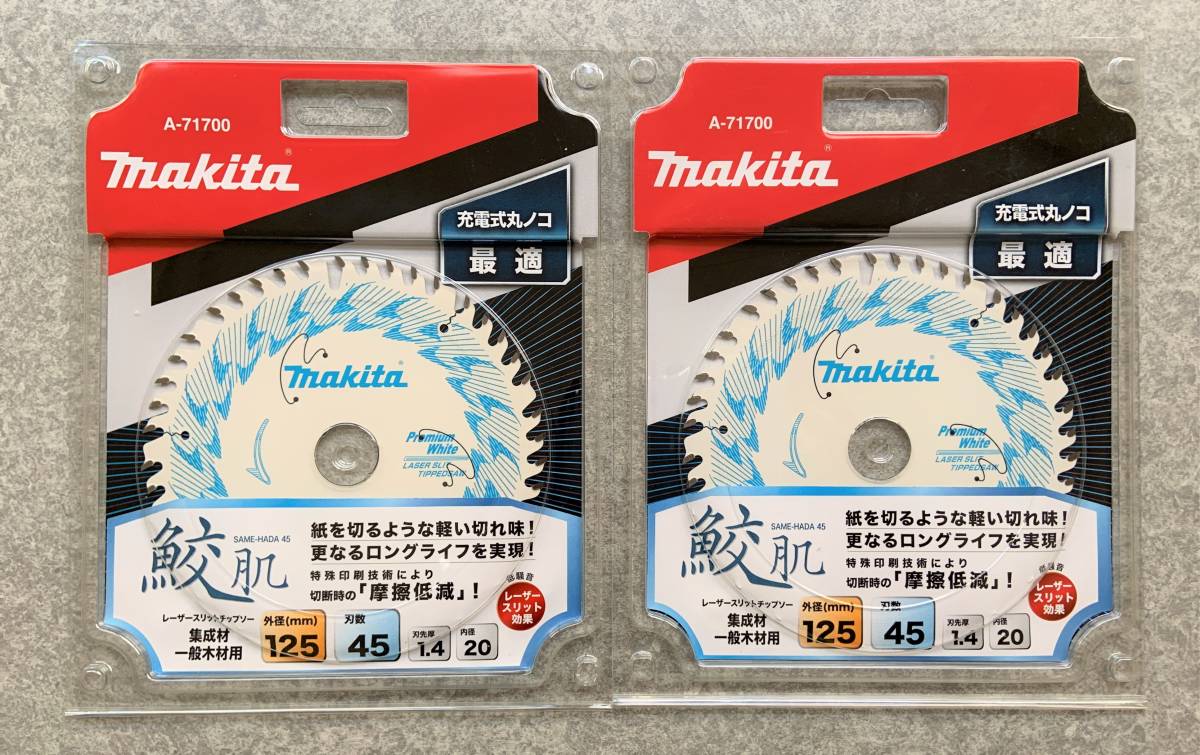 A-71700
makita®
充電式丸ノコ
最適
makita®
Premium
White
LASER SLIT
TIPPEDSAW
鮫肌
SAME-HADA 45
紙を切るような軽い切れ味!
更なるロングライフを実現!
特殊印刷技術により
切断時の「摩擦低減」!
低騒音
レーザー
スリット
効果
レーザースリットチップソー
集成材
一般木材用
外径(mm)
125
刃数
45
刃先厚
1.4
内径
20
A-71700
makita®
充電式丸ノコ
最適
makita®
Premium
White
LASER SLIT
TIPPEDSAW
鮫肌
SAME-HADA 45
紙を切るような軽い切れ味!
更なるロングライフを実現!
特殊印刷技術により
切断時の「摩擦低減」!
低騒音
レーザー
スリット
効果
レーザースリットチップソー
集成材
一般木材用
外径(mm)
125
刃数
45
刃先厚
1.4
内径
20